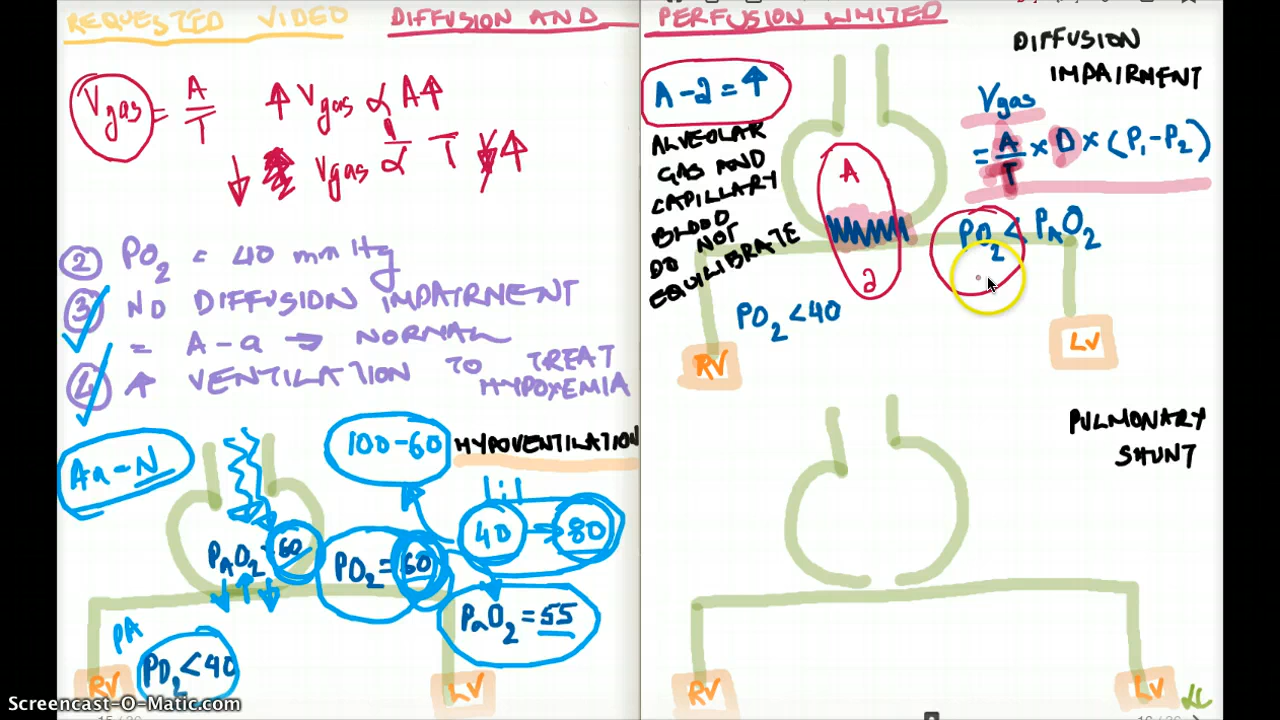 REQUESTED VIDEO
DIFFUSION AND
PERFUSION LIMITED
Vgas = A/T
↑ Vgas ∝ A↑
↓ Vgas ∝ 1/T ↑
② PO2 = 40 mm Hg
③ NO DIFFUSION IMPAIRMENT
= A-a → NORMAL
④ ↑ VENTILATION TO TREAT
HYPOXEMIA
Aa - N
100-60
HYPOVENTILATION
1:1
40 → 80
PAO2 = 60
PO2 = 60
PaO2 = 55
PA
PO2 < 40
RV
LV
A-a = ↑
ALVEOLAR
GAS AND
CAPILLARY
BLOOD
DO NOT
EQUILIBRATE
DIFFUSION
IMPAIRMENT
Vgas
= A/T × D × (P1 - P2)
A
a
PO2 < PAO2
PO2 < 40
RV
LV
PULMONARY
SHUNT
RV
LV
Screencast-O-Matic.com